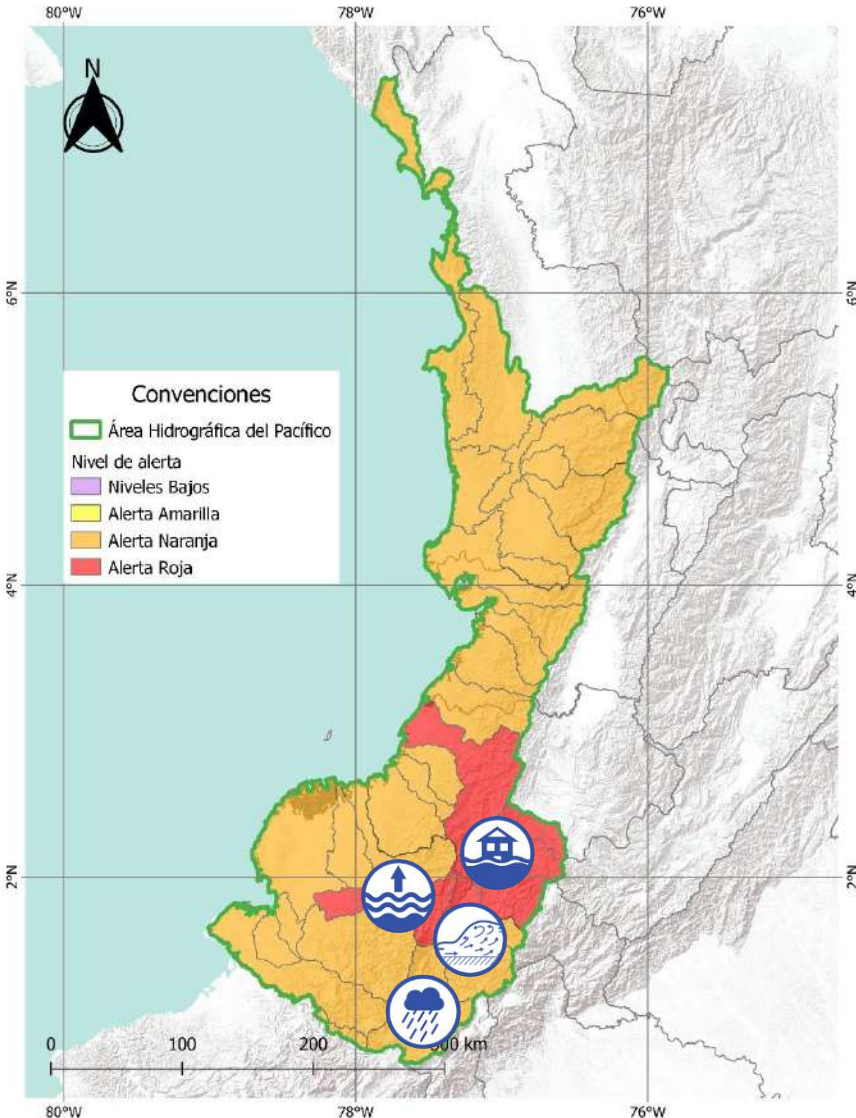 80°W 78°W 76°W
N
6°N 6°N
Convenciones
Área Hidrográfica del Pacífico
Nivel de alerta
Niveles Bajos
Alerta Amarilla
Alerta Naranja
Alerta Roja
4°N 4°N
2°N 2°N
0 100 200 300 km
80°W 78°W 76°W